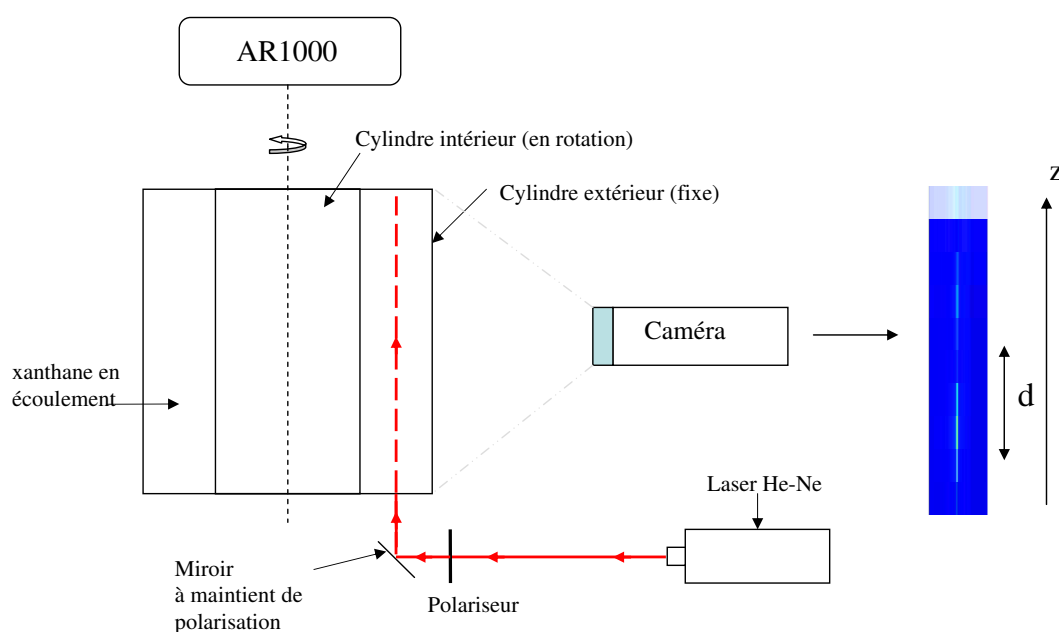 AR1000
Cylindre intérieur (en rotation)
Cylindre extérieur (fixe)
z
Caméra
xanthane en
écoulement
d
Laser He-Ne
Miroir
à maintient de
polarisation
Polariseur